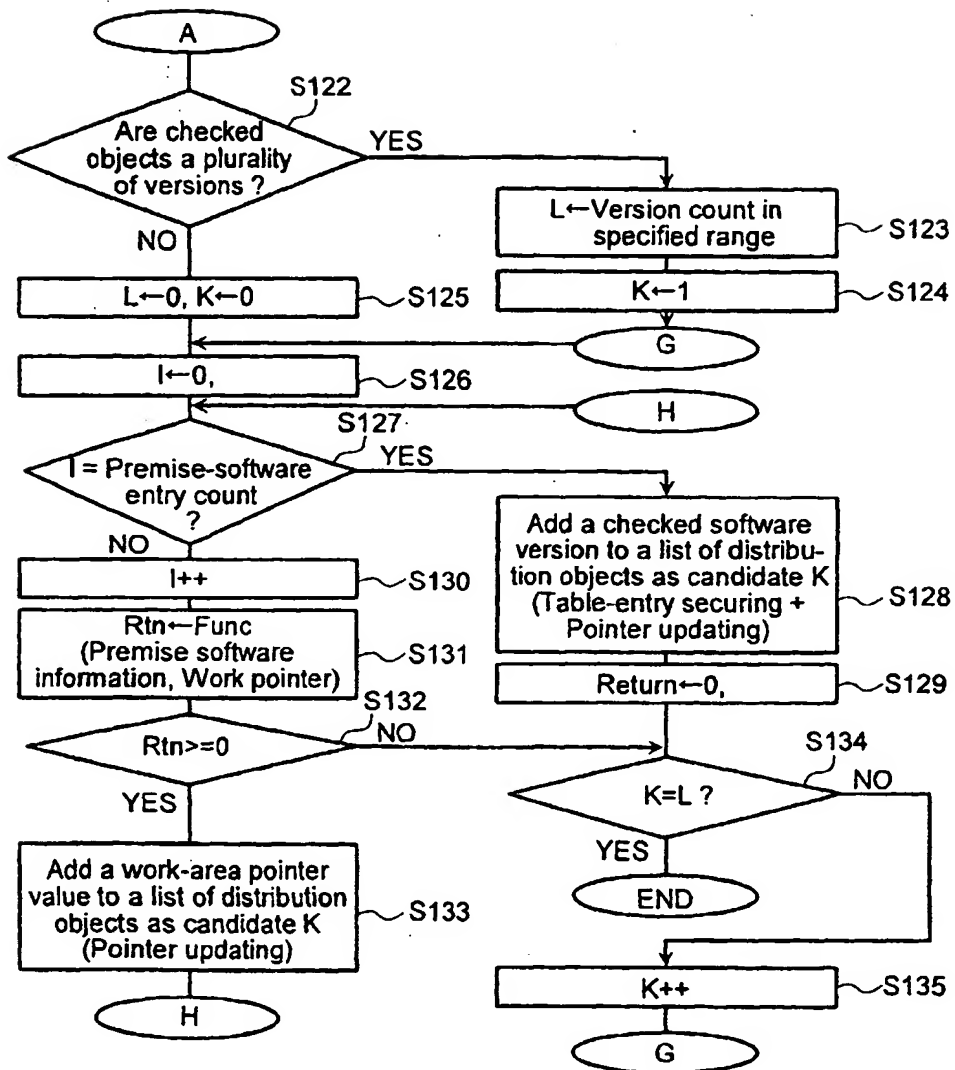 A
S122
Are checked
objects a plurality
of versions ?
YES
NO
L←Version count in
specified range
S123
K←1
S124
L←0, K←0
S125
G
I←0,
S126
H
S127
I = Premise-software
entry count
?
YES
NO
Add a checked software
version to a list of distribu-
tion objects as candidate K
(Table-entry securing +
Pointer updating)
S128
I++
S130
Rtn←Func
(Premise software
information, Work pointer)
S131
Return←0,
S129
S132
Rtn>=0
NO
YES
S134
K=L ?
NO
YES
END
Add a work-area pointer
value to a list of distribution
objects as candidate K
(Pointer updating)
S133
H
K++
S135
G